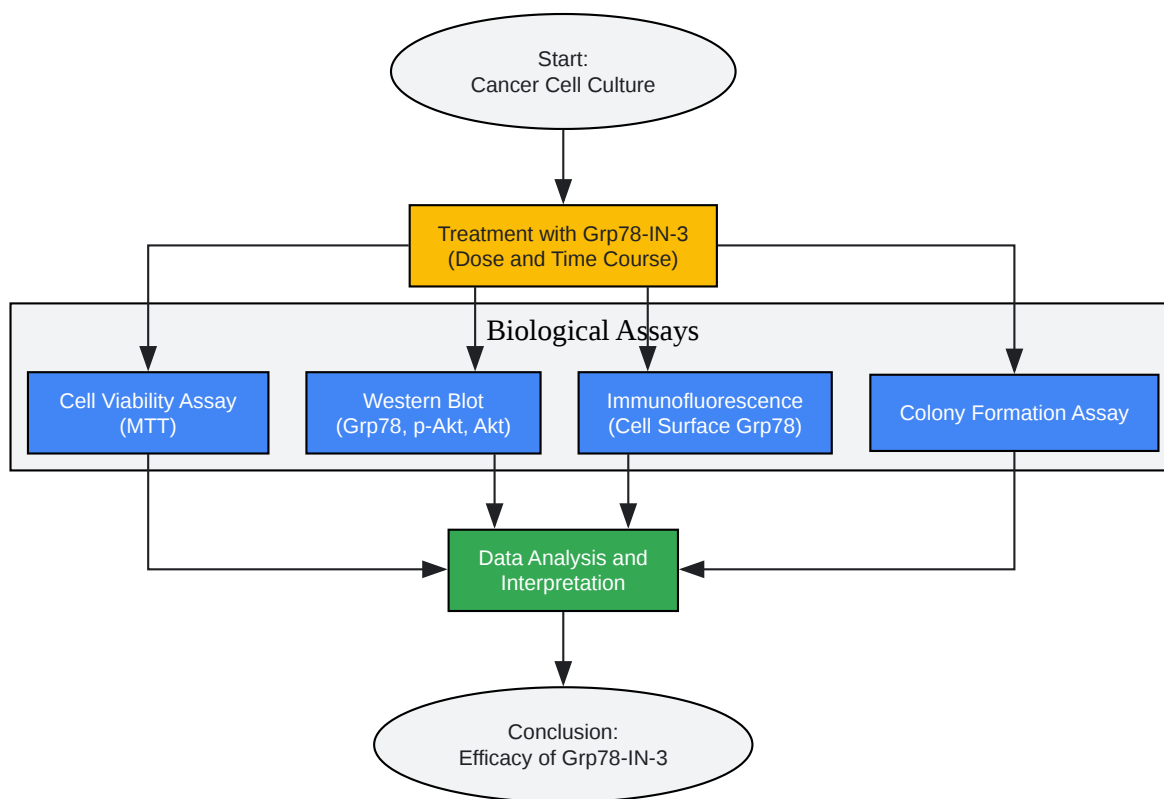 Start:
Cancer Cell Culture
Treatment with Grp78-IN-3
(Dose and Time Course)
Biological Assays
Cell Viability Assay
(MTT)
Western Blot
(Grp78, p-Akt, Akt)
Immunofluorescence
(Cell Surface Grp78)
Colony Formation Assay
Data Analysis and
Interpretation
Conclusion:
Efficacy of Grp78-IN-3